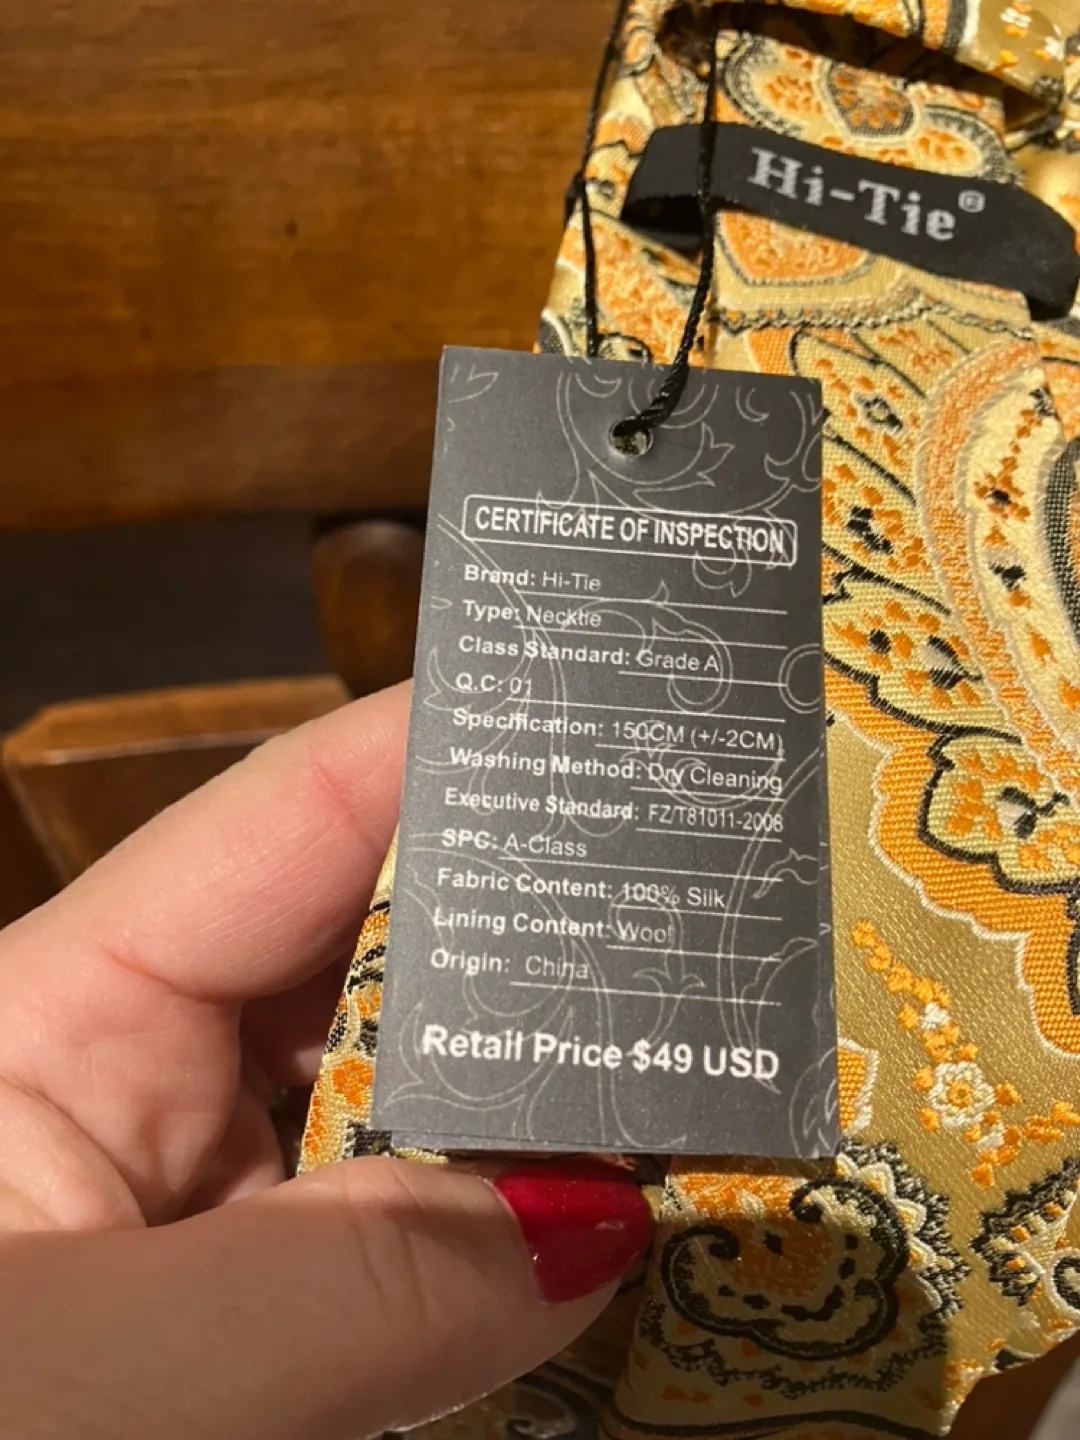 Hi-Tie®
CERTIFICATE OF INSPECTION
Brand: Hi-Tie
Type: Necktie
Class Standard: Grade A
Q.C: 01
Specification: 150CM (+/-2CM)
Washing Method: Dry Cleaning
Executive Standard: FZ/T81011-2008
SPC: A-Class
Fabric Content: 100% Silk
Lining Content: Wool
Origin: China
Retail Price $49 USD